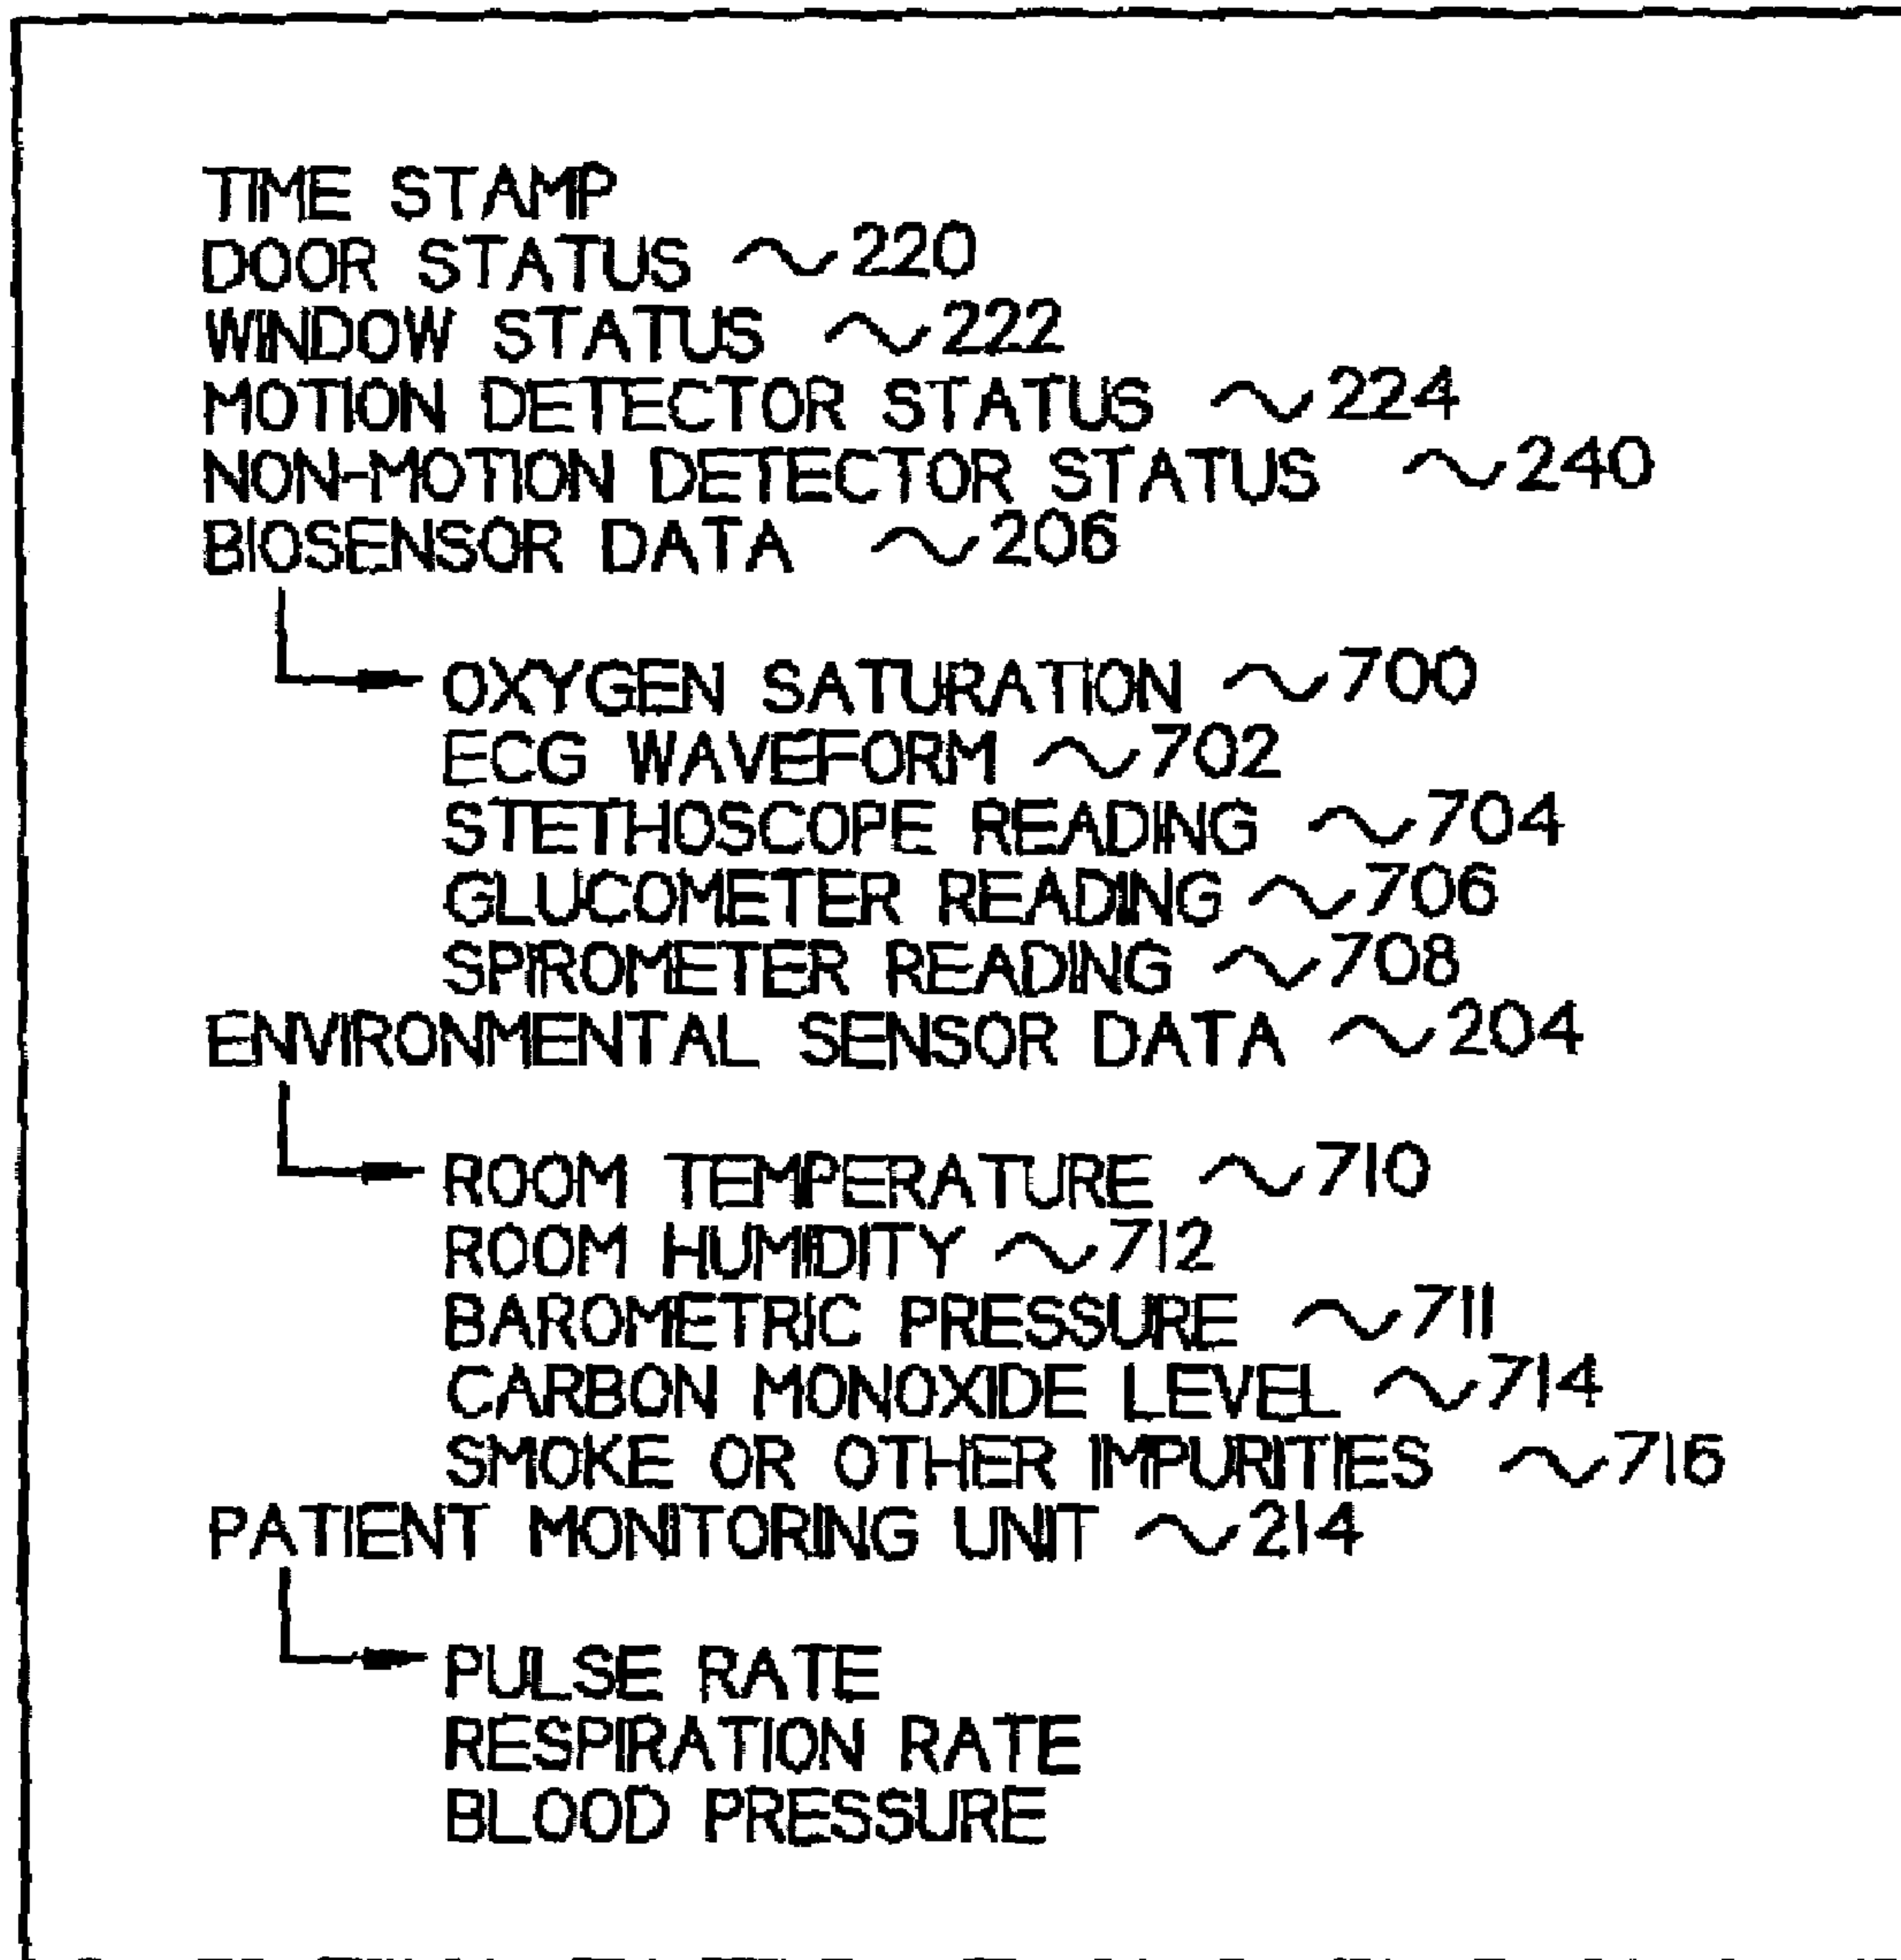 TIME STAMP
DOOR STATUS ~220
WINDOW STATUS ~222
MOTION DETECTOR STATUS ~224
NON-MOTION DETECTOR STATUS ~240
BIOSENSOR DATA ~206
OXYGEN SATURATION ~700
ECG WAVEFORM ~702
STETHOSCOPE READING ~704
GLUCOMETER READING ~706
SPIROMETER READING ~708
ENVIRONMENTAL SENSOR DATA ~204
ROOM TEMPERATURE ~710
ROOM HUMIDITY ~712
BAROMETRIC PRESSURE ~711
CARBON MONOXIDE LEVEL ~714
SMOKE OR OTHER IMPURITIES ~716
PATIENT MONITORING UNIT ~214
PULSE RATE
RESPIRATION RATE
BLOOD PRESSURE